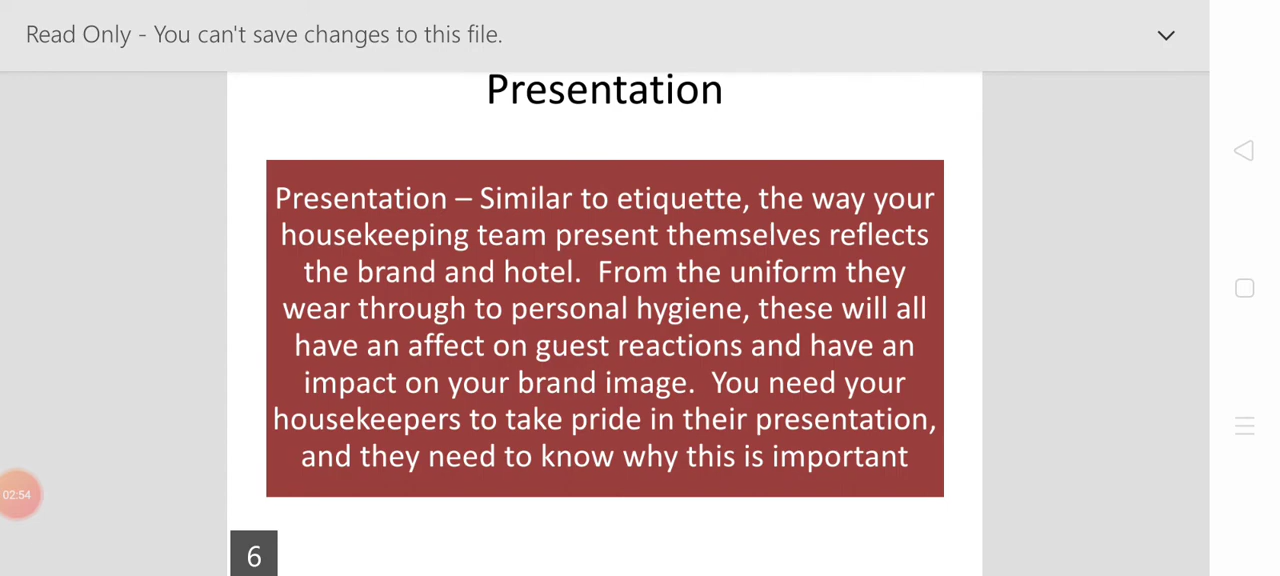 Read Only - You can't save changes to this file.
Presentation
Presentation – Similar to etiquette, the way your
housekeeping team present themselves reflects
the brand and hotel.  From the uniform they
wear through to personal hygiene, these will all
have an affect on guest reactions and have an
impact on your brand image.  You need your
housekeepers to take pride in their presentation,
and they need to know why this is important
02:54
6